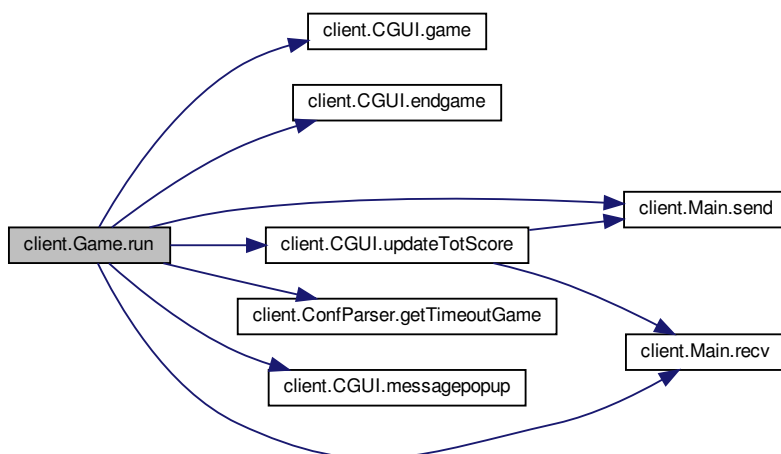 client.CGUI.game
client.CGUI.endgame
client.Main.send
client.Game.run
client.CGUI.updateTotScore
client.ConfParser.getTimeoutGame
client.Main.recv
client.CGUI.messagepopup